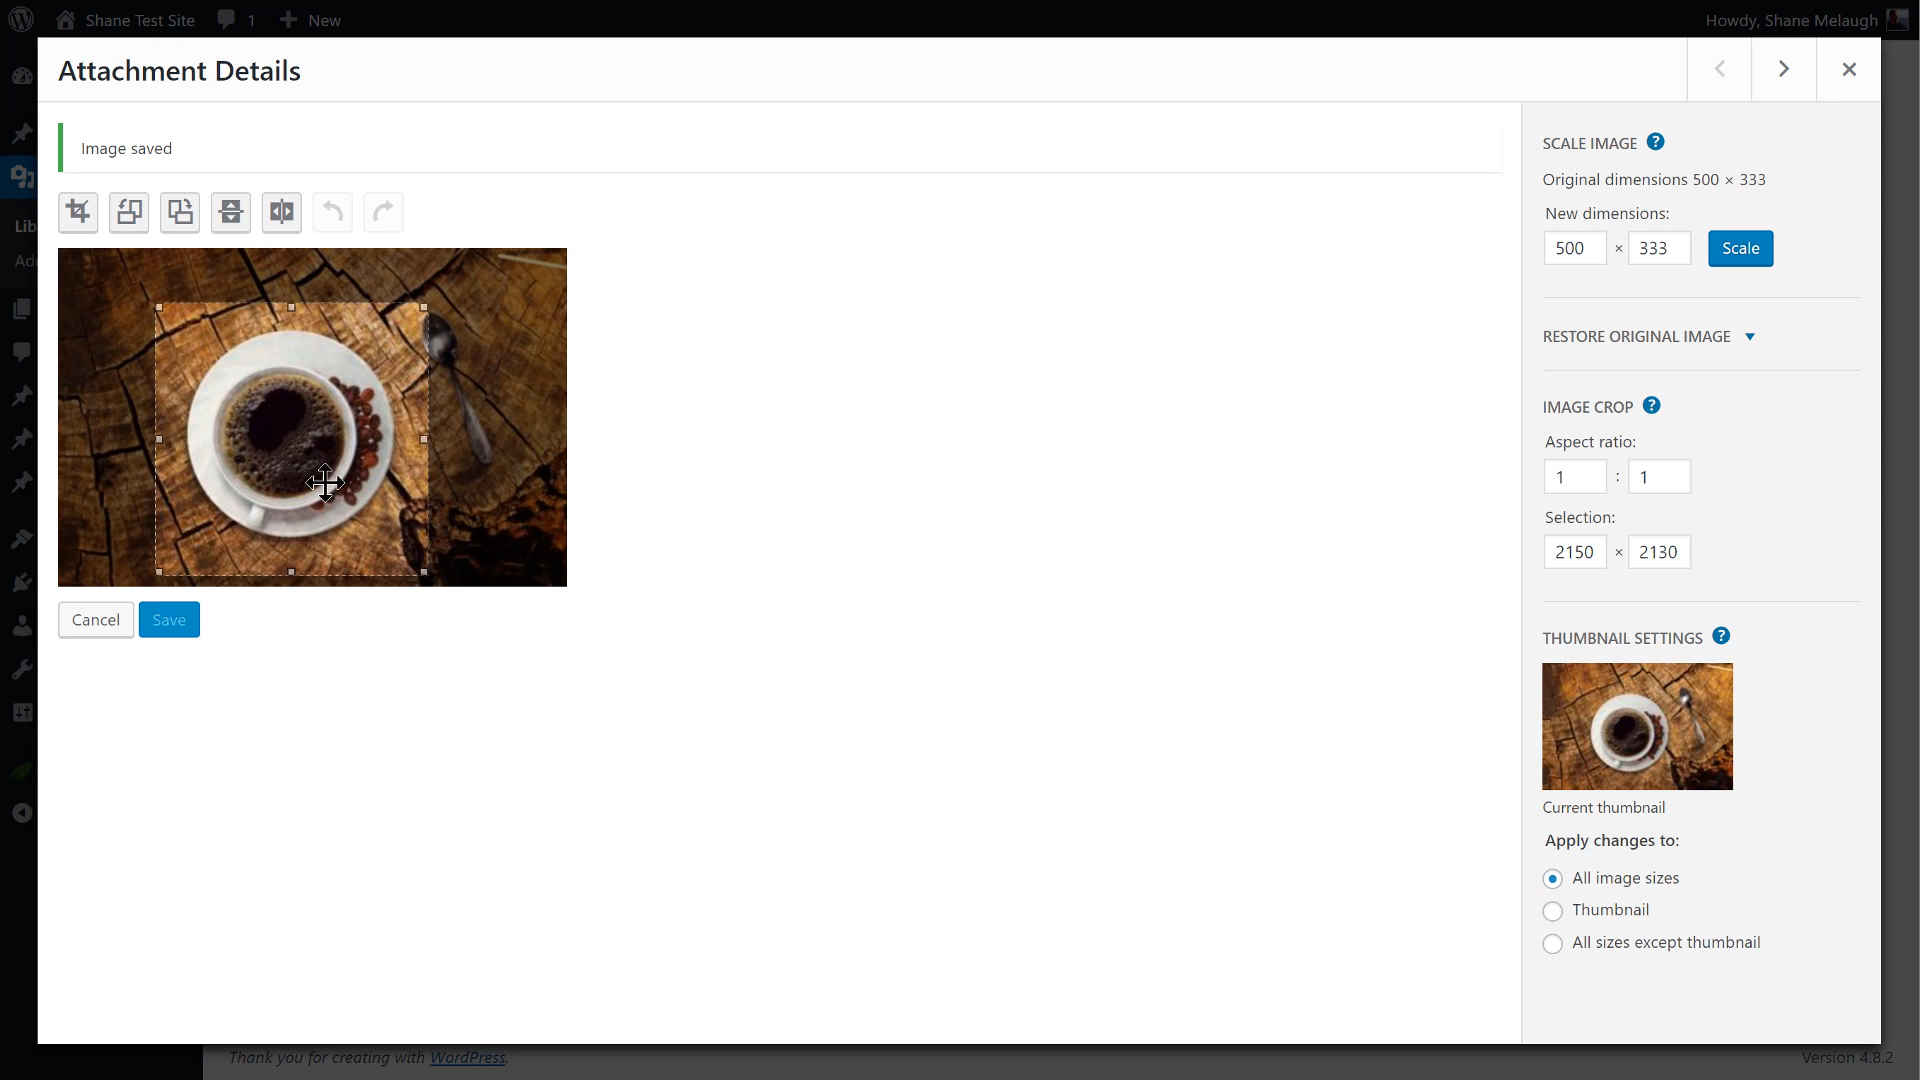 Shane Test Site 1 New Howdy, Shane Melaugh
Attachment Details
Image saved
SCALE IMAGE ?
Original dimensions 500 × 333
New dimensions:
500 × 333 Scale
RESTORE ORIGINAL IMAGE
IMAGE CROP ?
Aspect ratio:
1 : 1
Selection:
2150 × 2130
Cancel Save
THUMBNAIL SETTINGS ?
Current thumbnail
Apply changes to:
All image sizes
Thumbnail
All sizes except thumbnail
Lib
Ad
Thank you for creating with WordPress. Version 4.8.2